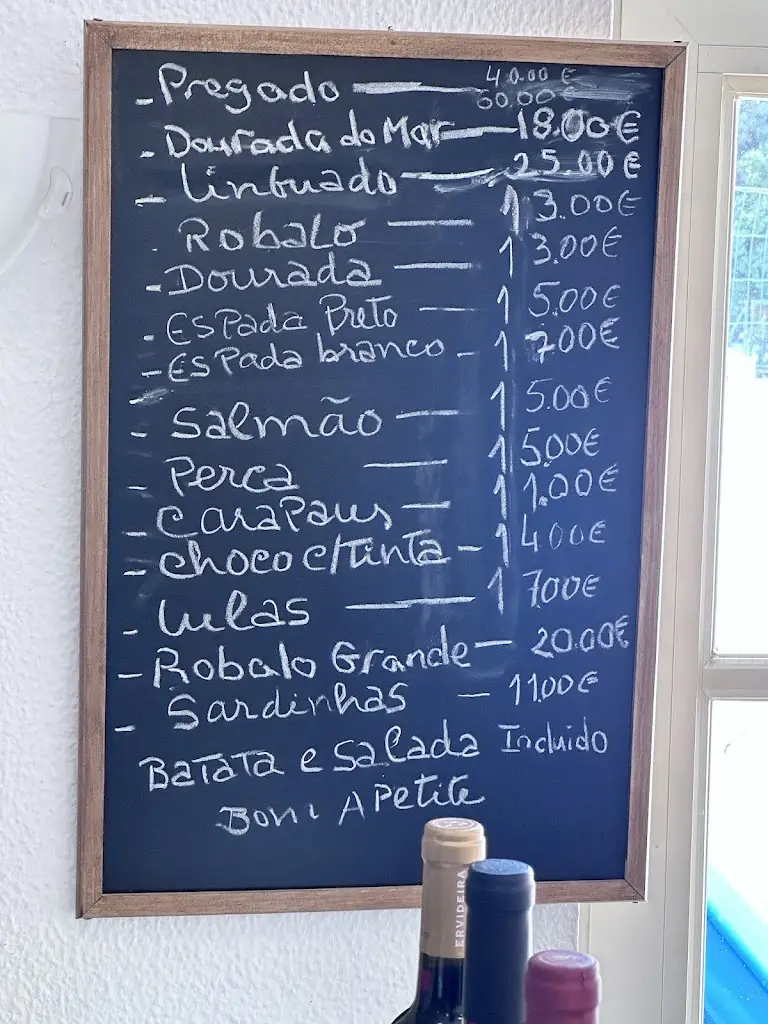 40.00 €
- Pregado — 60.00 €
- Dourada do Mar — 18.00 €
- Linguado — 25.00 €
- Robalo — 13.00 €
- Dourada — 13.00 €
- Espada Preto — 15.00 €
- Espada branco - 17.00 €
- Salmão — 15.00 €
- Perca — 15.00 €
- Carapaus — 11.00 €
- Choco c/Tinta - 14.00 €
- Lulas — 17.00 €
- Robalo Grande — 20.00 €
- Sardinhas — 11.00 €
Batata e Salada Incluido
Boni Apetite
ERVIDEIRA